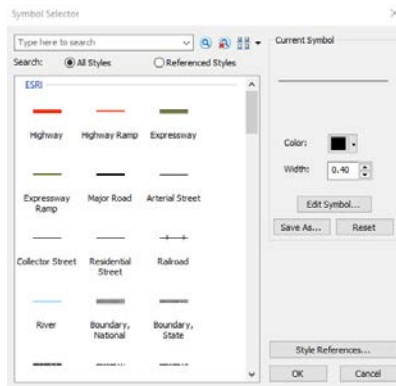 Symbol Selector
Type here to search
Search: All Styles Referenced Styles
ESRI
Highway Highway Ramp Expressway
Expressway Ramp Major Road Arterial Street
Collector Street Residential Street Railroad
River Boundary, National Boundary, State
Current Symbol
Color:
Width: 0.40
Edit Symbol...
Save As... Reset
Style References...
OK Cancel